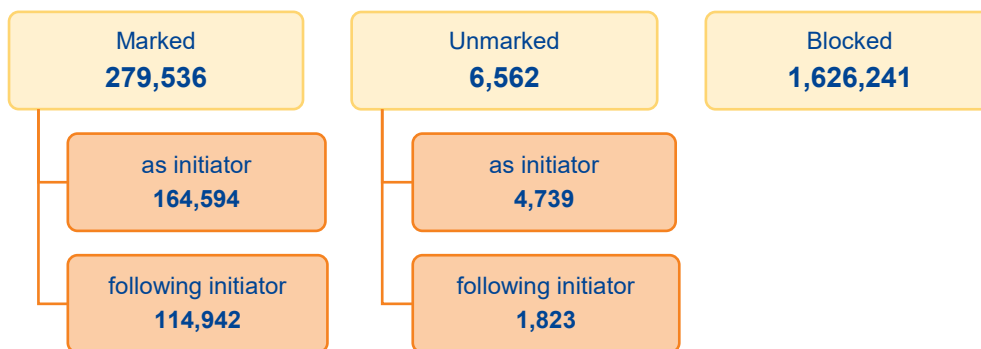 Marked
279,536
Unmarked
6,562
Blocked
1,626,241
as initiator
164,594
as initiator
4,739
following initiator
114,942
following initiator
1,823